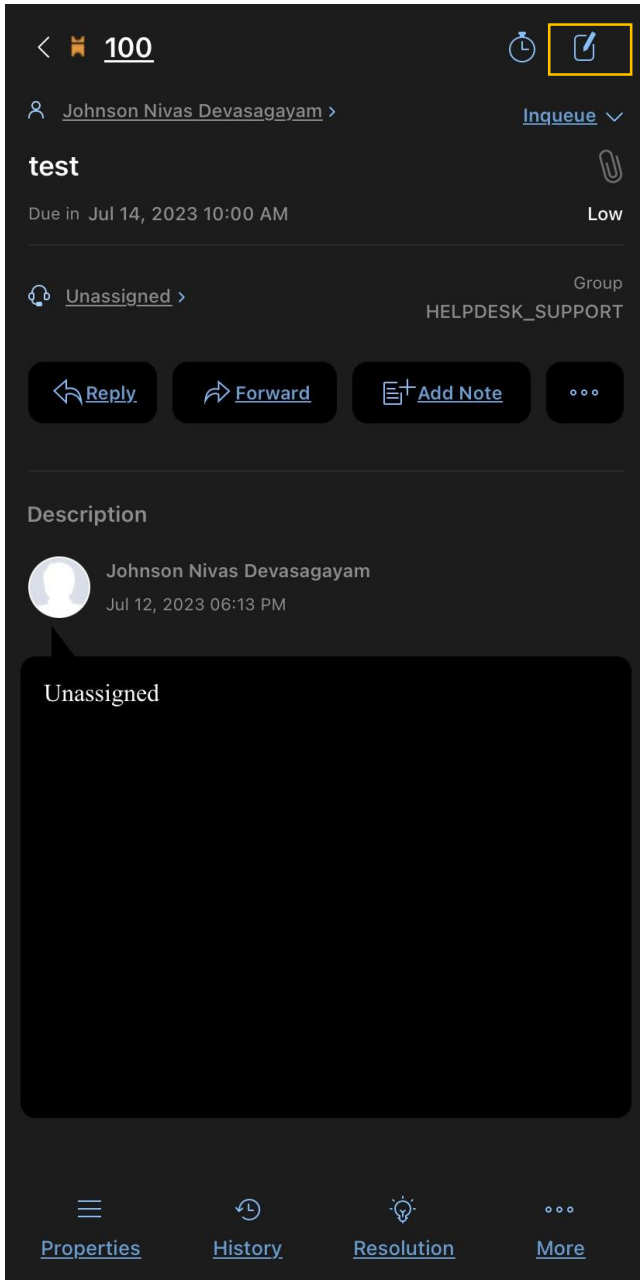 100
Johnson Nivas Devasagayam
Inqueue
test
Due in Jul 14, 2023 10:00 AM
Low
Unassigned
Group
HELPDESK_SUPPORT
Reply
Forward
Add Note
Description
Johnson Nivas Devasagayam
Jul 12, 2023 06:13 PM
Unassigned
Properties
History
Resolution
More